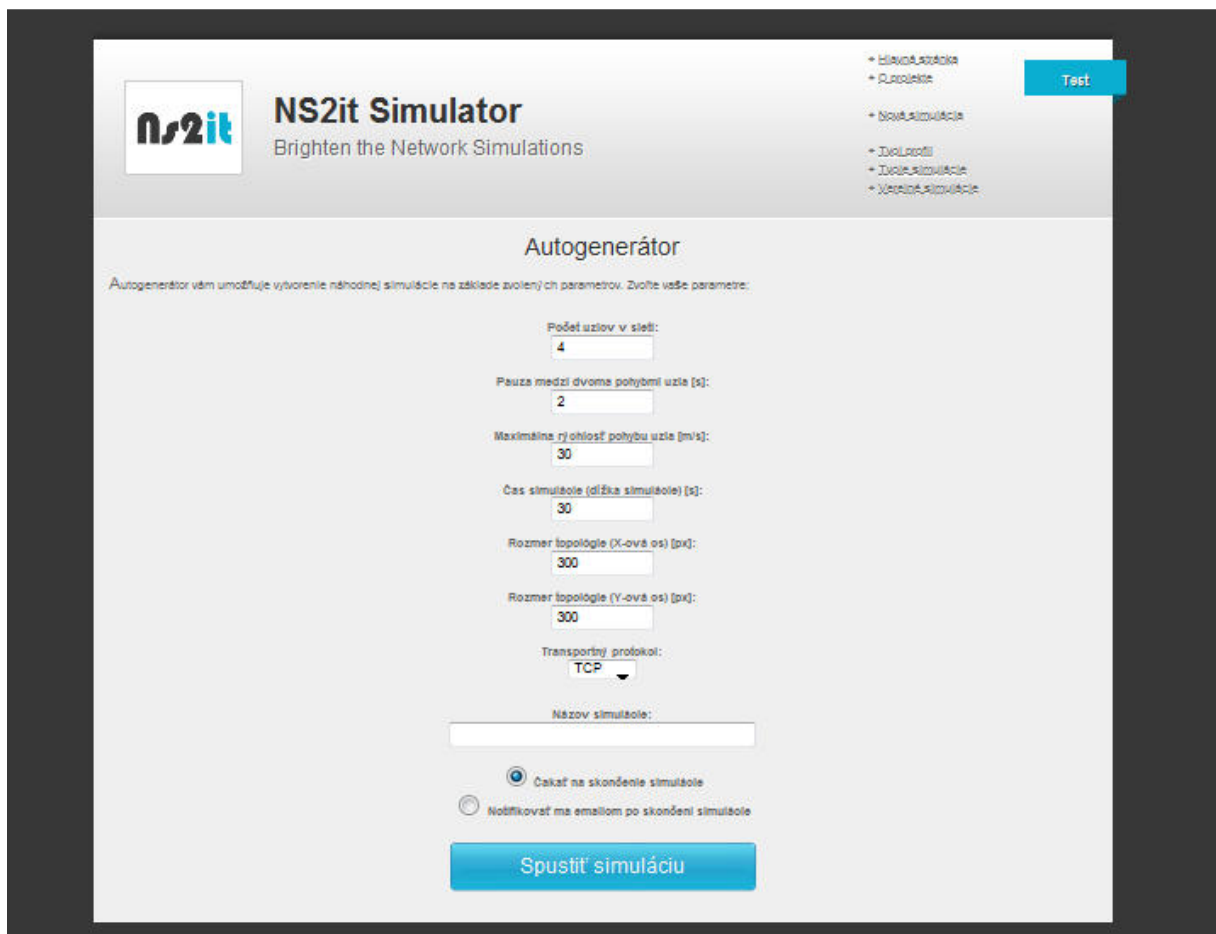 Ns2it
NS2it Simulator
Brighten the Network Simulations
Hlavná stránka
O projekte
Nová simulácia
Tvoj profil
Tvoje simulácie
Verejné simulácie
Test
Autogenerátor
Autogenerátor vám umožňuje vytvorenie náhodnej simulácie na základe zvolených parametrov. Zvoľte vaše parametre:
Počet uzlov v sieti:
4
Pauza medzi dvoma pohybmi uzla [s]:
2
Maximálna rýchlosť pohybu uzla [m/s]:
30
Čas simulácie (dĺžka simulácie) [s]:
30
Rozmer topológie (X-ová os) [px]:
300
Rozmer topológie (Y-ová os) [px]:
300
Transportný protokol:
TCP
Názov simulácie:
Čakať na skončenie simulácie
Notifikovať ma emailom po skončení simulácie
Spustiť simuláciu